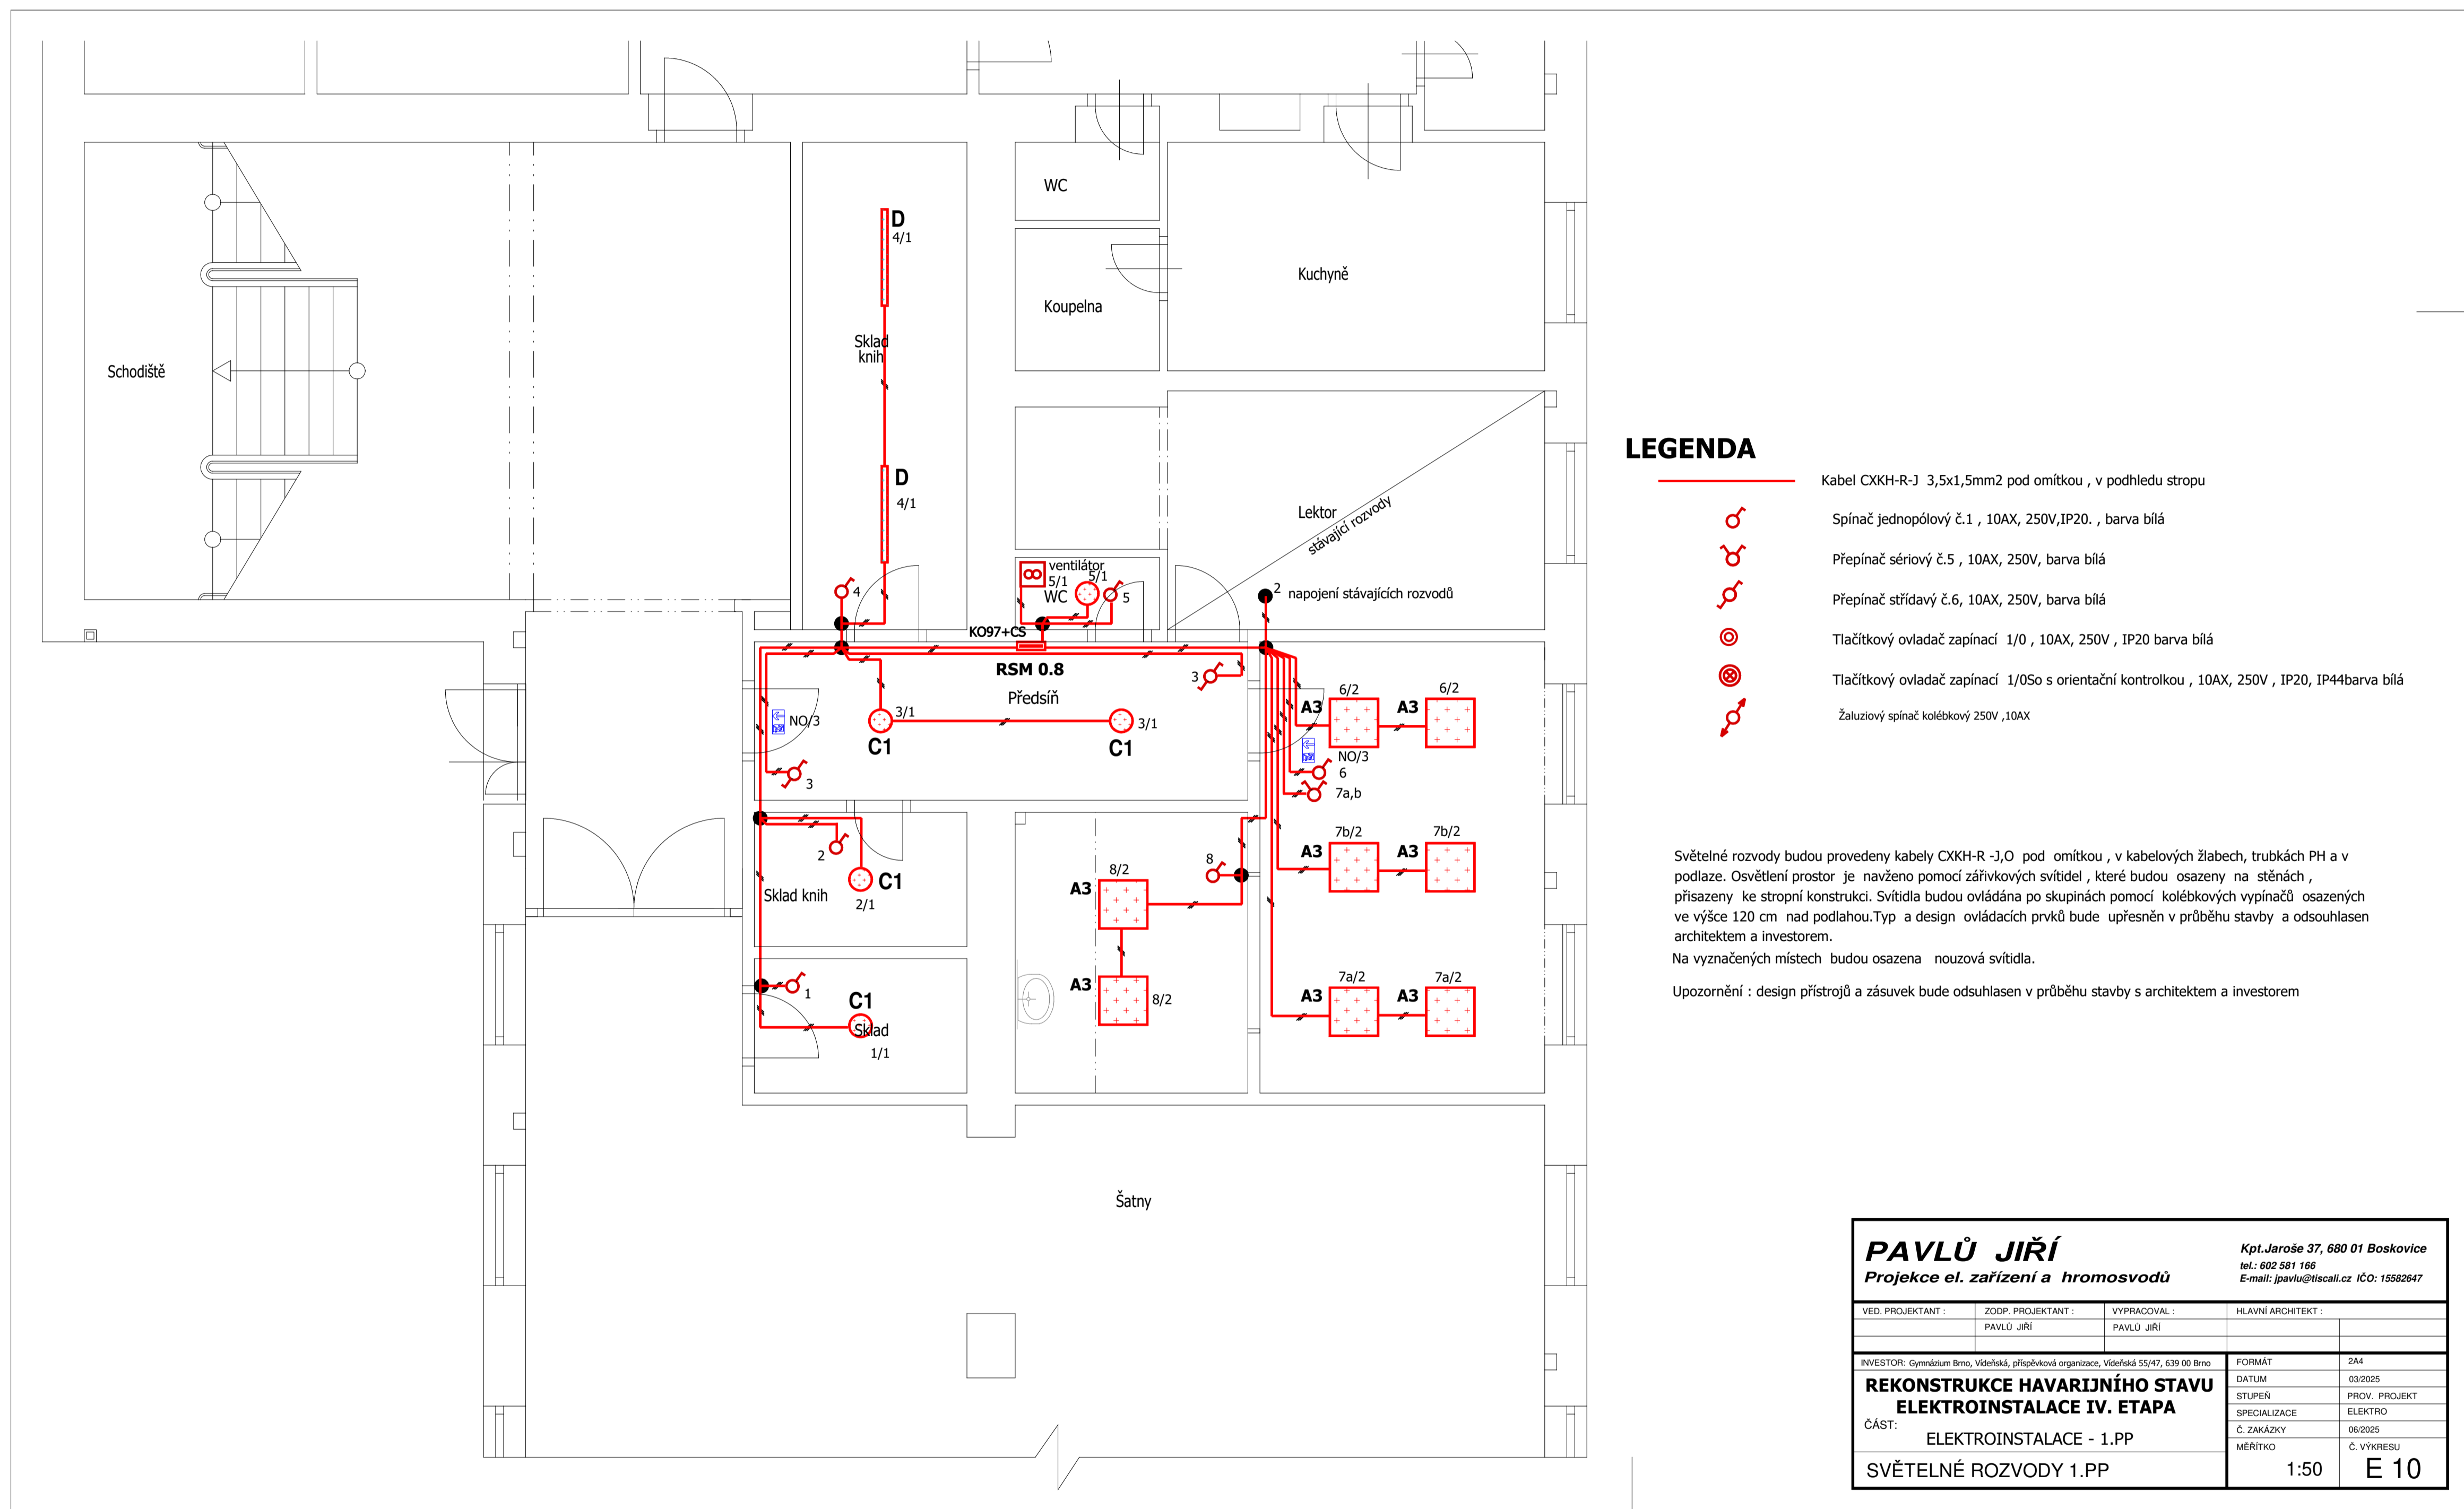 WC
Koupelna
Kuchyně
Schodiště
D
4/1
Sklad
knih
D
4/1
Lektor
stávající rozvody
4
ventilátor
5/1
5/1
WC
5
2
napojení stávajících rozvodů
KO97+CS
RSM 0.8
Předsíň
3
NO/3
3/1
C1
3/1
C1
3
6/2
6/2
A3
A3
NO/3
6
7a,b
2
C1
2/1
Sklad knih
8/2
8
A3
A3
8/2
7b/2
7b/2
A3
A3
7a/2
7a/2
A3
A3
1
C1
Sklad
1/1
Šatny
LEGENDA
Kabel CXKH-R-J 3,5x1,5mm2 pod omítkou , v podhledu stropu
Spínač jednopólový č.1 , 10AX, 250V,IP20. , barva bílá
Přepínač sériový č.5 , 10AX, 250V, barva bílá
Přepínač střídavý č.6, 10AX, 250V, barva bílá
Tlačítkový ovladač zapínací 1/0 , 10AX, 250V , IP20 barva bílá
Tlačítkový ovladač zapínací 1/0So s orientační kontrolkou , 10AX, 250V , IP20, IP44barva bílá
Žaluziový spínač kolébkový 250V ,10AX
Světelné rozvody budou provedeny kabely CXKH-R -J,O pod omítkou , v kabelových žlabech, trubkách PH a v
podlaze. Osvětlení prostor je navženo pomocí zářivkových svítidel , které budou osazeny na stěnách ,
přisazeny ke stropní konstrukci. Svítidla budou ovládána po skupinách pomocí kolébkových vypínačů osazených
ve výšce 120 cm nad podlahou.Typ a design ovládacích prvků bude upřesněn v průběhu stavby a odsouhlasen
architektem a investorem.
Na vyznačených místech budou osazena nouzová svítidla.
Upozornění : design přístrojů a zásuvek bude odsuhlasen v průběhu stavby s architektem a investorem
PAVLŮ JIŘÍ
Projekce el. zařízení a hromosvodů
Kpt.Jaroše 37, 680 01 Boskovice
tel.: 602 581 166
E-mail: jpavlu@tiscali.cz IČO: 15582647
VED. PROJEKTANT :
ZODP. PROJEKTANT :
VYPRACOVAL :
HLAVNÍ ARCHITEKT :
PAVLŮ JIŘÍ
PAVLŮ JIŘÍ
INVESTOR: Gymnázium Brno, Vídeňská, příspěvková organizace, Vídeňská 55/47, 639 00 Brno
REKONSTRUKCE HAVARIJNÍHO STAVU
ELEKTROINSTALACE IV. ETAPA
ČÁST:
ELEKTROINSTALACE - 1.PP
SVĚTELNÉ ROZVODY 1.PP
FORMÁT 2A4
DATUM 03/2025
STUPEŇ PROV. PROJEKT
SPECIALIZACE ELEKTRO
Č. ZAKÁZKY 06/2025
MĚŘÍTKO Č. VÝKRESU
1:50 E 10